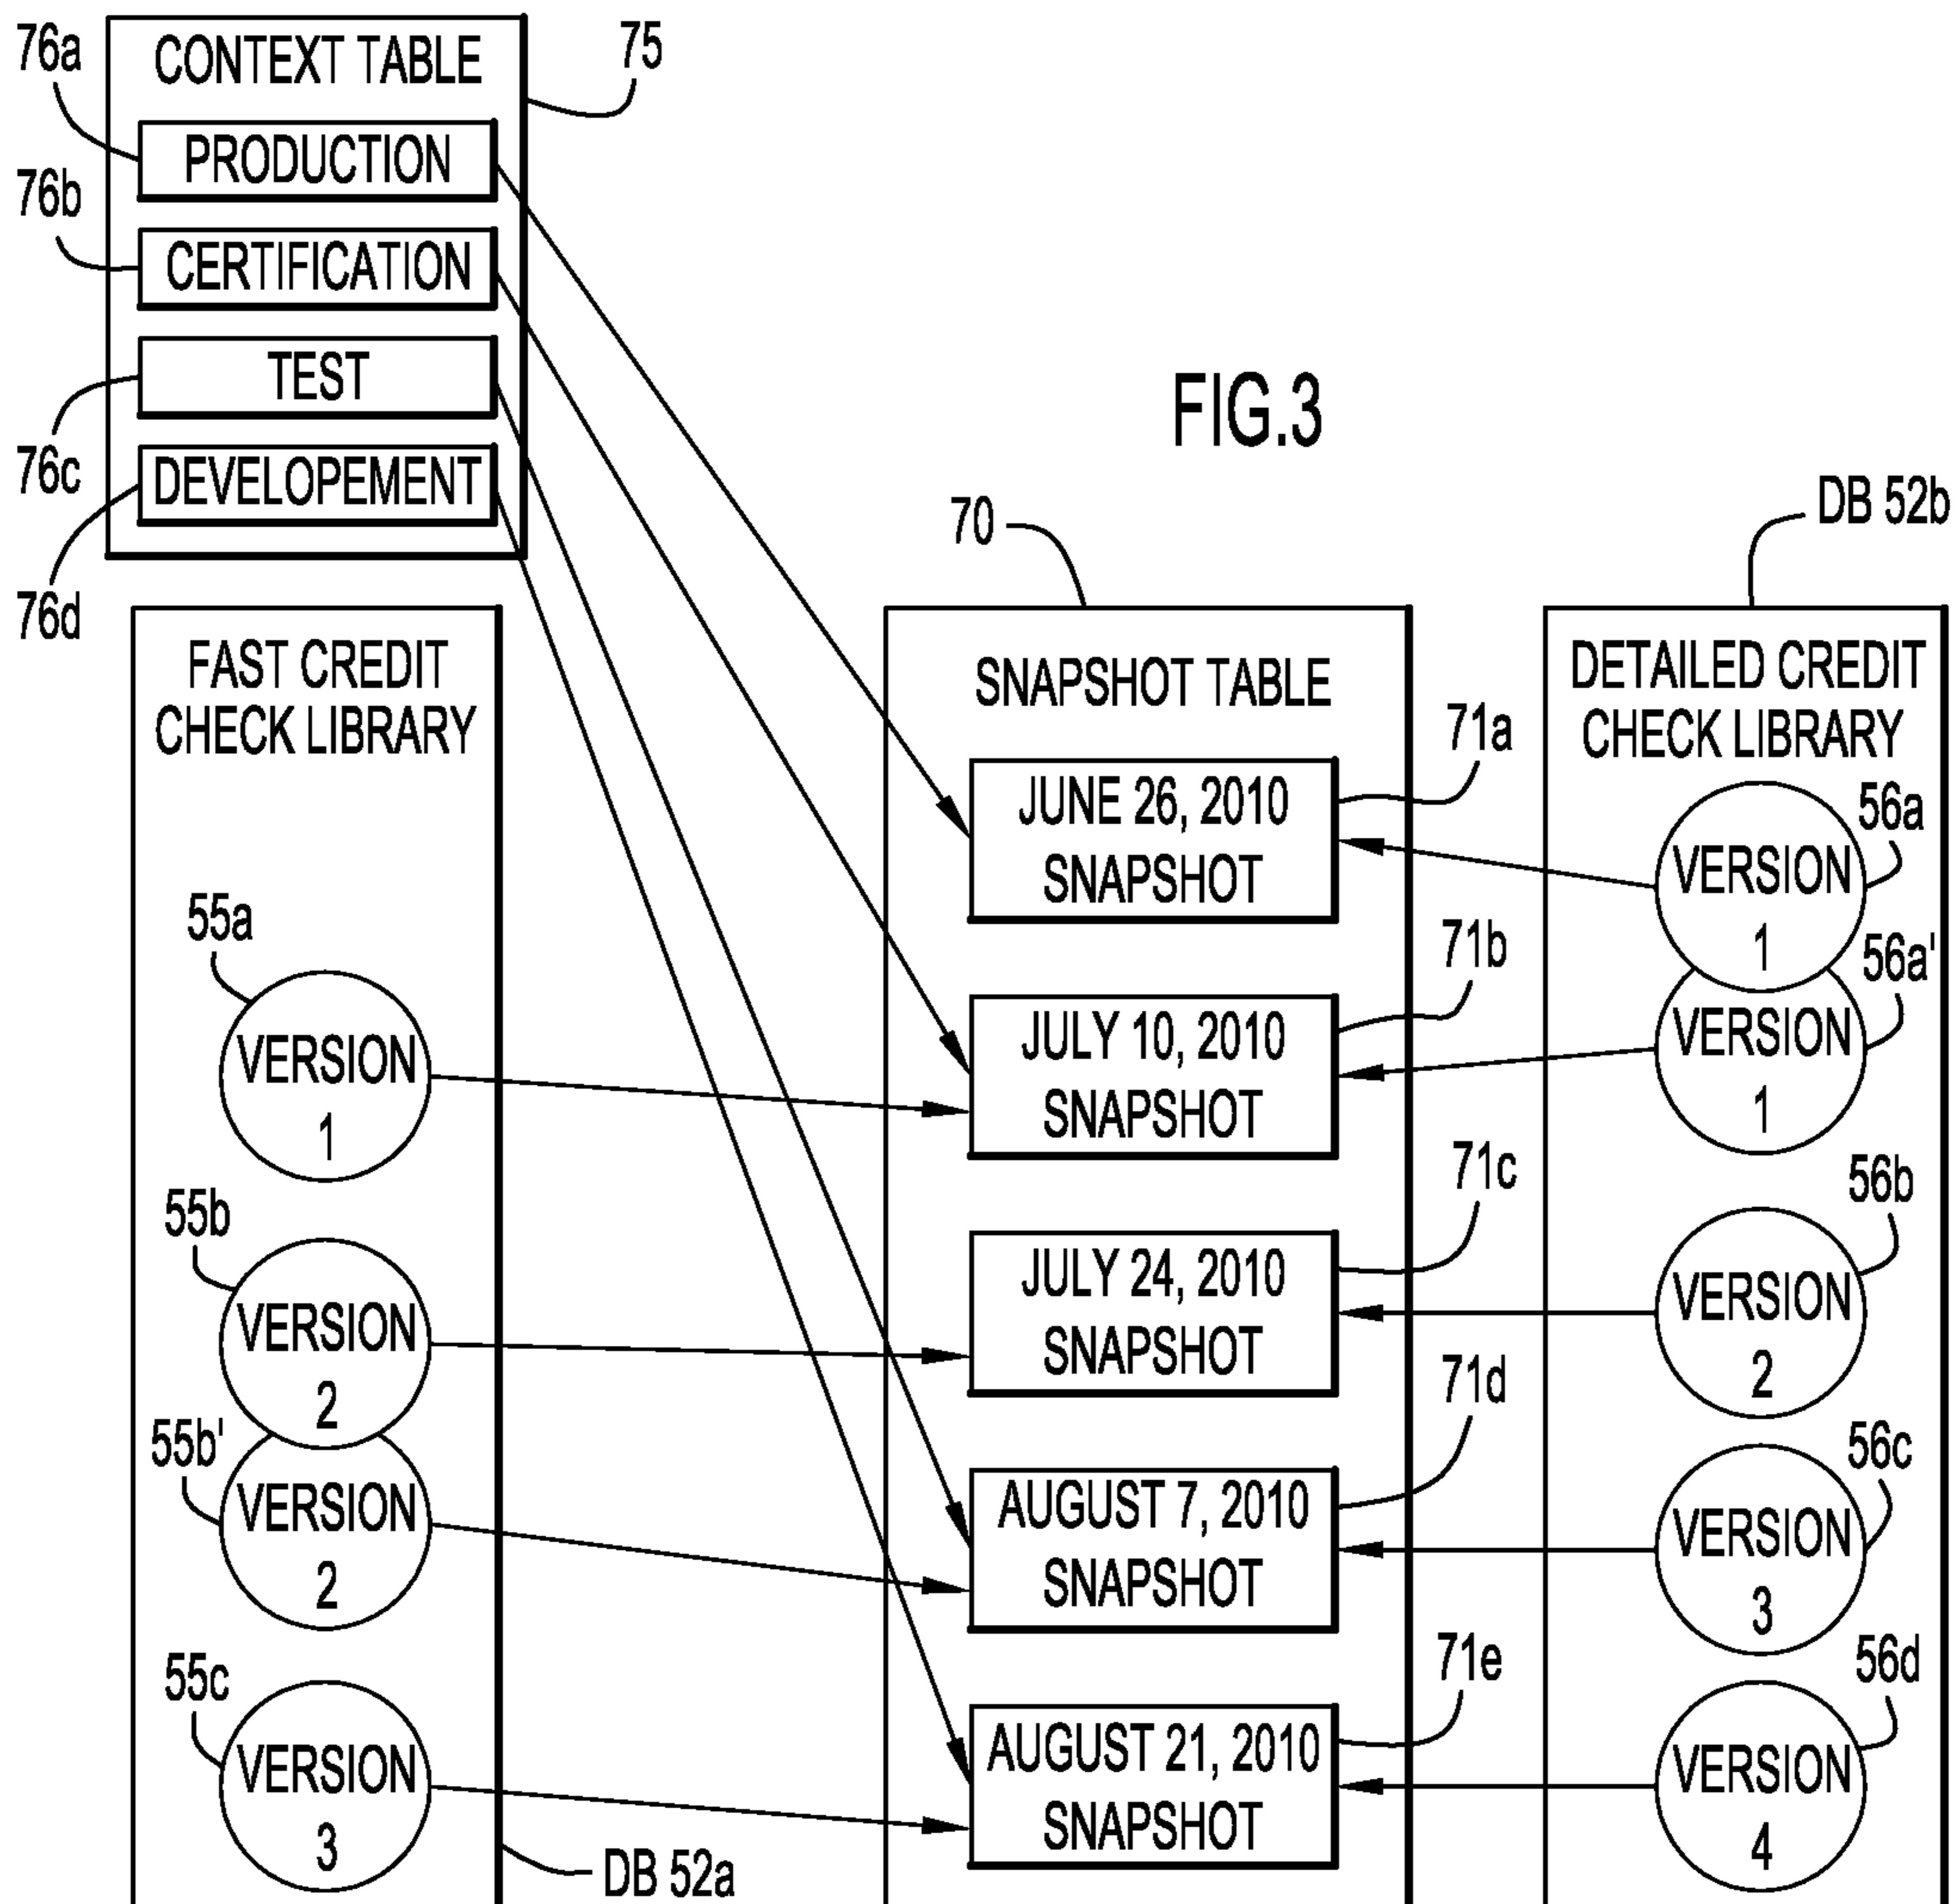 76a
CONTEXT TABLE
75
PRODUCTION
76b
CERTIFICATION
TEST
76c
DEVELOPEMENT
76d
FIG.3
70
DB 52b
FAST CREDIT
CHECK LIBRARY
55a
VERSION
1
55b
VERSION
2
55b'
VERSION
2
55c
VERSION
3
DB 52a
SNAPSHOT TABLE
71a
JUNE 26, 2010
SNAPSHOT
71b
JULY 10, 2010
SNAPSHOT
71c
JULY 24, 2010
SNAPSHOT
71d
AUGUST 7, 2010
SNAPSHOT
71e
AUGUST 21, 2010
SNAPSHOT
DETAILED CREDIT
CHECK LIBRARY
56a
VERSION
1
56a'
VERSION
1
56b
VERSION
2
56c
VERSION
3
56d
VERSION
4